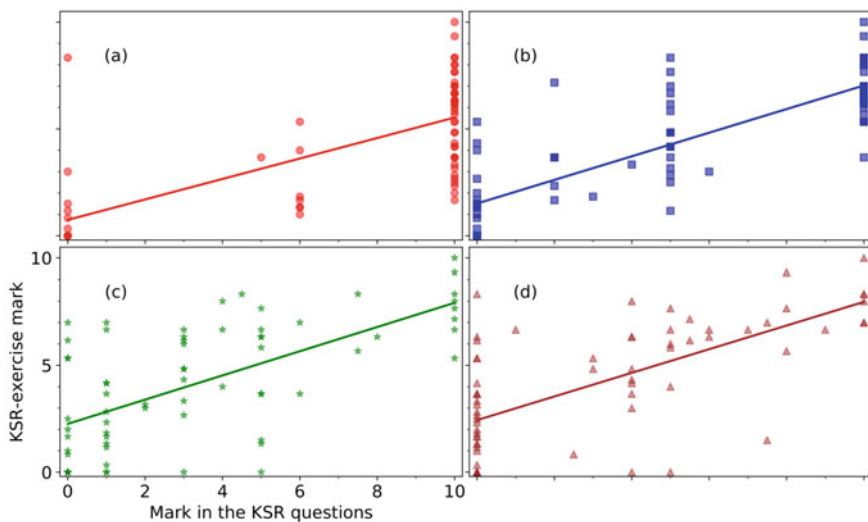 (a)
(b)
10
(c)
(d)
5
0
KSR-exercise mark
0 2 4 6 8 10
Mark in the KSR questions